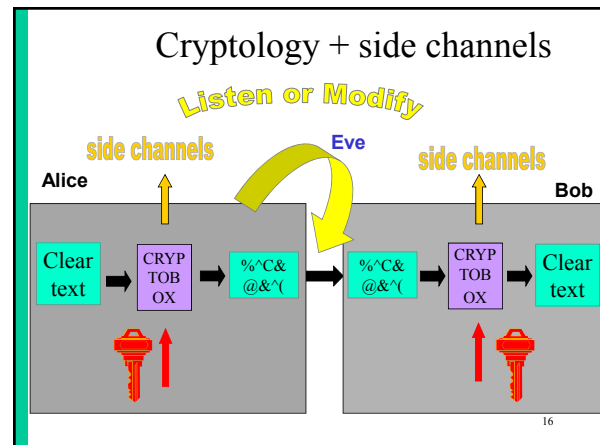 Cryptology + side channels
Listen or Modify
Eve
side channels
side channels
Alice
Bob
Clear
text
CRYP
TOB
OX
%^C&
@&^(
%^C&
@&^(
CRYP
TOB
OX
Clear
text
16